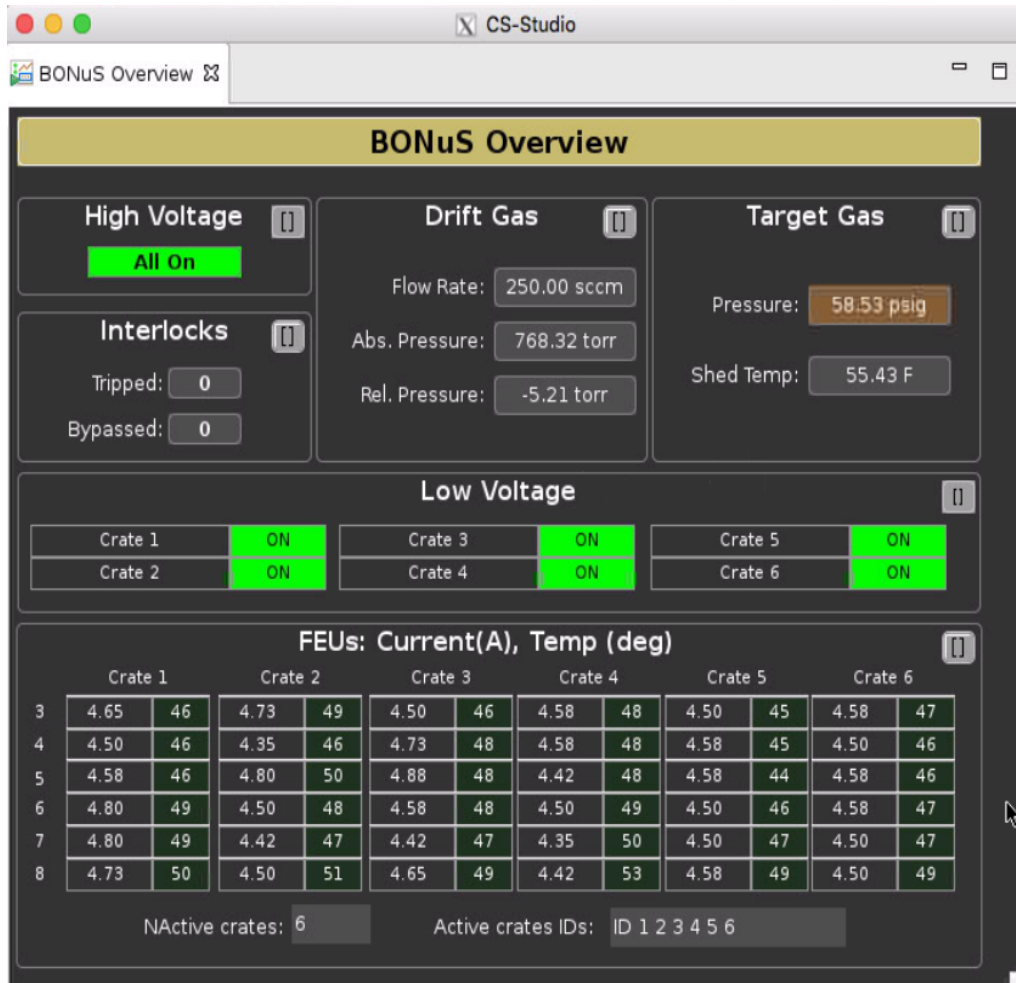 CS-Studio
BONuS Overview
BONuS Overview
High Voltage []
All On
Interlocks []
Tripped: 0
Bypassed: 0
Drift Gas []
Flow Rate: 250.00 sccm
Abs. Pressure: 768.32 torr
Rel. Pressure: -5.21 torr
Target Gas []
Pressure: 58.53 psig
Shed Temp: 55.43 F
Low Voltage []
Crate 1 ON Crate 3 ON Crate 5 ON
Crate 2 ON Crate 4 ON Crate 6 ON
FEUs: Current(A), Temp (deg) []
Crate 1 Crate 2 Crate 3 Crate 4 Crate 5 Crate 6
3 4.65 46 4.73 49 4.50 46 4.58 48 4.50 45 4.58 47
4 4.50 46 4.35 46 4.73 48 4.58 48 4.58 45 4.50 46
5 4.58 46 4.80 50 4.88 48 4.42 48 4.58 44 4.58 46
6 4.80 49 4.50 48 4.58 48 4.50 49 4.50 46 4.58 47
7 4.80 49 4.42 47 4.42 47 4.35 50 4.50 47 4.50 47
8 4.73 50 4.50 51 4.65 49 4.42 53 4.58 49 4.50 49
NActive crates: 6 Active crates IDs: ID 1 2 3 4 5 6